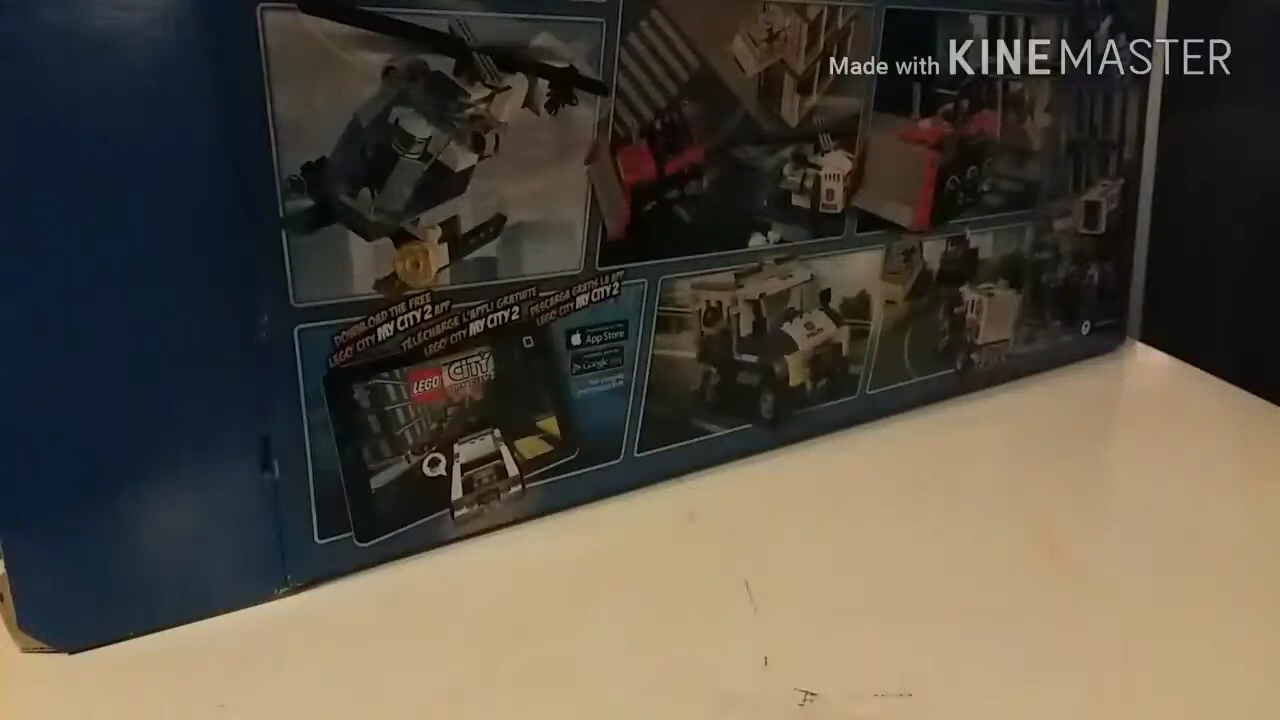 Made with KINEMASTER
DOWNLOAD THE FREE
LEGO® CITY MY CITY 2 APP
TÉLÉCHARGE L'APPLI GRATUITE
LEGO® CITY MY CITY 2
DESCARGA GRATIS LA APP
LEGO® CITY MY CITY 2
App Store
Google
LEGO CITY